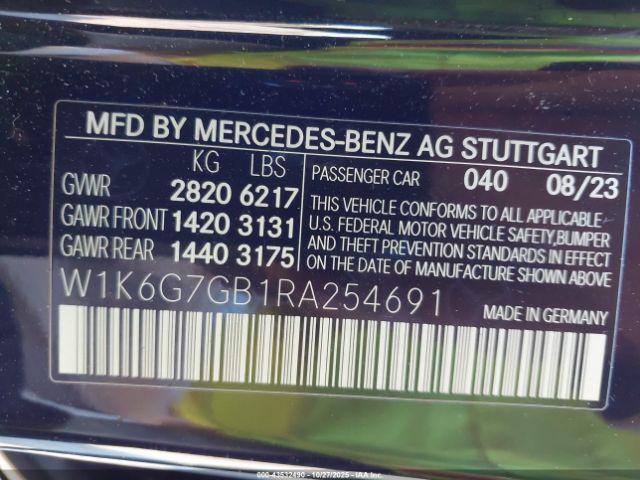 MFD BY MERCEDES-BENZ AG STUTTGART
KG LBS
GVWR 2820 6217
GAWR FRONT 1420 3131
GAWR REAR 1440 3175
PASSENGER CAR 040 08/23
THIS VEHICLE CONFORMS TO ALL APPLICABLE
U.S. FEDERAL MOTOR VEHICLE SAFETY,BUMPER
AND THEFT PREVENTION STANDARDS IN EFFECT
ON THE DATE OF MANUFACTURE SHOWN ABOVE.
W1K6G7GB1RA254691
MADE IN GERMANY
000-43532490 - 10/27/2025 - IAA Inc.